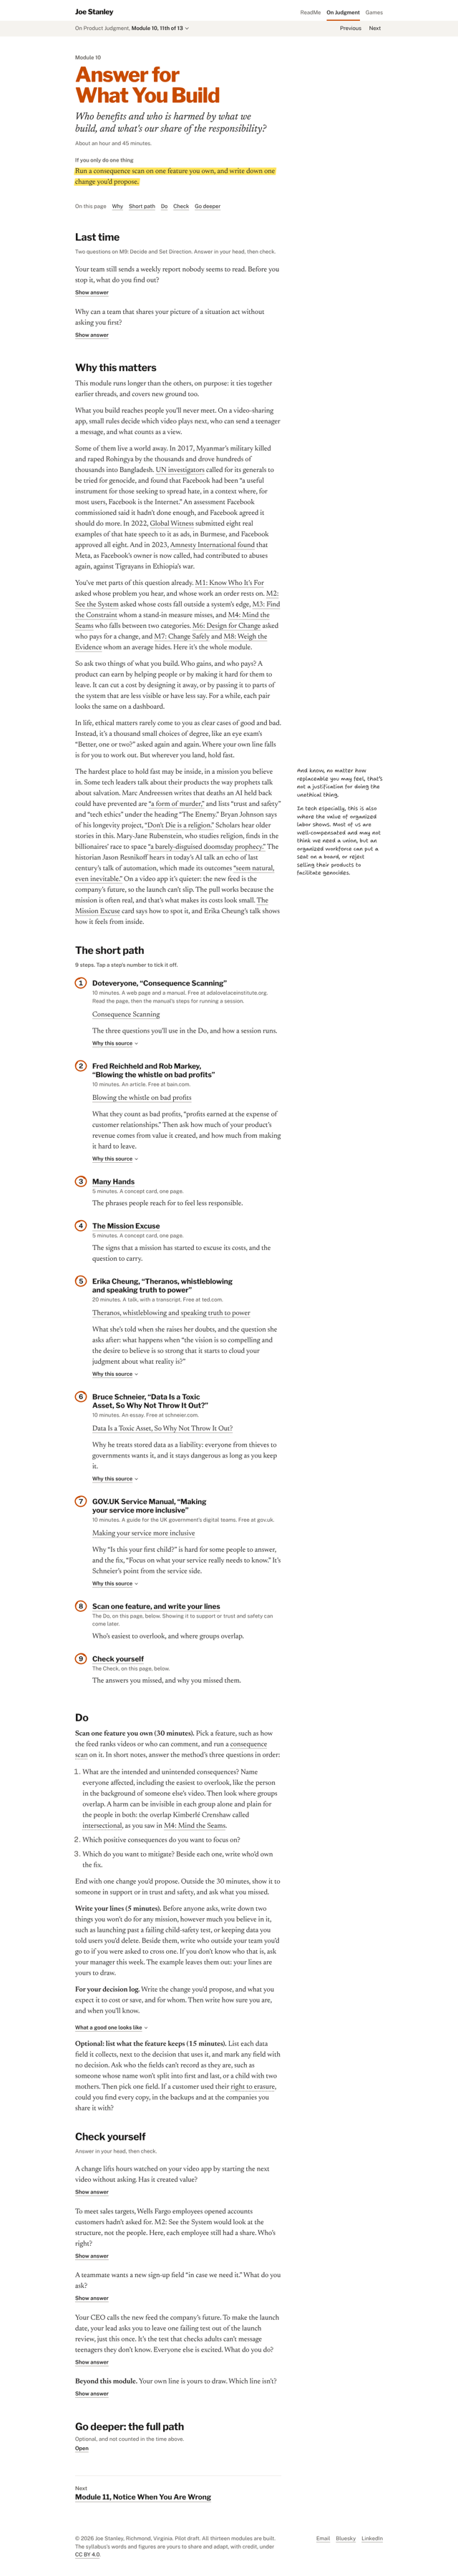 Joe Stanley
ReadMe On Judgment Games
On Product Judgment, Module 10, 11th of 13
Previous Next
Module 10
Answer for
What You Build
Who benefits and who is harmed by what we
build, and what's our share of the responsibility?
About an hour and 45 minutes.
If you only do one thing
Run a consequence scan on one feature you own, and write down one
change you'd propose.
On this page Why Short path Do Check Go deeper
Last time
Two questions on M9: Decide and Set Direction. Answer in your head, then check.
Your team still sends a weekly report nobody seems to read. Before you
stop it, what do you find out?
Show answer
Why can a team that shares your picture of a situation act without
asking you first?
Show answer
Why this matters
This module runs longer than the others, on purpose: it ties together
earlier threads, and covers new ground too.
What you build reaches people you'll never meet. On a video-sharing
app, small rules decide which video plays next, who can send a teenager
a message, and what counts as a view.
Some of them live a world away. In 2017, Myanmar's military killed
and raped Rohingya by the thousands and drove hundreds of
thousands into Bangladesh. UN investigators called for its generals to
be tried for genocide, and found that Facebook had been "a useful
instrument for those seeking to spread hate, in a context where, for
most users, Facebook is the Internet." An assessment Facebook
commissioned said it hadn't done enough, and Facebook agreed it
should do more. In 2022, Global Witness submitted eight real
examples of that hate speech to it as ads, in Burmese, and Facebook
approved all eight. And in 2023, Amnesty International found that
Meta, as Facebook's owner is now called, had contributed to abuses
again, against Tigrayans in Ethiopia's war.
You've met parts of this question already. M1: Know Who It's For
asked whose problem you hear, and whose work an order rests on. M2:
See the System asked whose costs fall outside a system's edge, M3: Find
the Constraint whom a stand-in measure misses, and M4: Mind the
Seams who falls between two categories. M6: Design for Change asked
who pays for a change, and M7: Change Safely and M8: Weigh the
Evidence whom an average hides. Here it's the whole module.
So ask two things of what you build. Who gains, and who pays? A
product can earn by helping people or by making it hard for them to
leave. It can cut a cost by designing it away, or by passing it to parts of
the system that are less visible or have less say. For a while, each pair
looks the same on a dashboard.
In life, ethical matters rarely come to you as clear cases of good and bad.
Instead, it's a thousand small choices of degree, like an eye exam's
"Better, one or two?" asked again and again. Where your own line falls
is for you to work out. But wherever you land, hold fast.
The hardest place to hold fast may be inside, in a mission you believe
in. Some tech leaders talk about their products the way prophets talk
about salvation. Marc Andreessen writes that deaths an AI held back
could have prevented are "a form of murder," and lists "trust and safety"
and "tech ethics" under the heading "The Enemy." Bryan Johnson says
of his longevity project, "Don't Die is a religion." Scholars hear older
stories in this. Mary-Jane Rubenstein, who studies religion, finds in the
billionaires' race to space "a barely-disguised doomsday prophecy." The
historian Jason Resnikoff hears in today's AI talk an echo of last
century's talk of automation, which made its outcomes "seem natural,
even inevitable." On a video app it's quieter: the new feed is the
company's future, so the launch can't slip. The pull works because the
mission is often real, and that's what makes its costs look small. The
Mission Excuse card says how to spot it, and Erika Cheung's talk shows
how it feels from inside.
And know, no matter how
replaceable you may feel, that's
not a justification for doing the
unethical thing.
In tech especially, this is also
where the value of organized
labor shows. Most of us are
well-compensated and may not
think we need a union, but an
organized workforce can put a
seat on a board, or reject
selling their products to
facilitate genocides.
The short path
9 steps. Tap a step's number to tick it off.
1 Doteveryone, "Consequence Scanning"
10 minutes. A web page and a manual. Free at adalovelaceinstitute.org.
Read the page, then the manual's steps for running a session.
Consequence Scanning
The three questions you'll use in the Do, and how a session runs.
Why this source
2 Fred Reichheld and Rob Markey,
"Blowing the whistle on bad profits"
10 minutes. An article. Free at bain.com.
Blowing the whistle on bad profits
What they count as bad profits, "profits earned at the expense of
customer relationships." Then ask how much of your product's
revenue comes from value it created, and how much from making
it hard to leave.
Why this source
3 Many Hands
5 minutes. A concept card, one page.
The phrases people reach for to feel less responsible.
4 The Mission Excuse
5 minutes. A concept card, one page.
The signs that a mission has started to excuse its costs, and the
question to carry.
5 Erika Cheung, "Theranos, whistleblowing
and speaking truth to power"
20 minutes. A talk, with a transcript. Free at ted.com.
Theranos, whistleblowing and speaking truth to power
What she's told when she raises her doubts, and the question she
asks after: what happens when "the vision is so compelling and
the desire to believe is so strong that it starts to cloud your
judgment about what reality is?"
Why this source
6 Bruce Schneier, "Data Is a Toxic
Asset, So Why Not Throw It Out?"
10 minutes. An essay. Free at schneier.com.
Data Is a Toxic Asset, So Why Not Throw It Out?
Why he treats stored data as a liability: everyone from thieves to
governments wants it, and it stays dangerous as long as you keep
it.
Why this source
7 GOV.UK Service Manual, "Making
your service more inclusive"
10 minutes. A guide for the UK government's digital teams. Free at gov.uk.
Making your service more inclusive
Why "Is this your first child?" is hard for some people to answer,
and the fix, "Focus on what your service really needs to know." It's
Schneier's point from the service side.
Why this source
8 Scan one feature, and write your lines
The Do, on this page, below. Showing it to support or trust and safety can
come later.
Who's easiest to overlook, and where groups overlap.
9 Check yourself
The Check, on this page, below.
The answers you missed, and why you missed them.
Do
Scan one feature you own (30 minutes). Pick a feature, such as how
the feed ranks videos or who can comment, and run a consequence
scan on it. In short notes, answer the method's three questions in order:
1. What are the intended and unintended consequences? Name
everyone affected, including the easiest to overlook, like the person
in the background of someone else's video. Then look where groups
overlap. A harm can be invisible in each group alone and plain for
the people in both: the overlap Kimberlé Crenshaw called
intersectional, as you saw in M4: Mind the Seams.
2. Which positive consequences do you want to focus on?
3. Which do you want to mitigate? Beside each one, write who'd own
the fix.
End with one change you'd propose. Outside the 30 minutes, show it to
someone in support or in trust and safety, and ask what you missed.
Write your lines (5 minutes). Before anyone asks, write down two
things you won't do for any mission, however much you believe in it,
such as launching past a failing child-safety test, or keeping data you
told users you'd delete. Beside them, write who outside your team you'd
go to if you were asked to cross one. If you don't know who that is, ask
your manager this week. The example leaves them out: your lines are
yours to draw.
For your decision log. Write the change you'd propose, and what you
expect it to cost or save, and for whom. Then write how sure you are,
and when you'll know.
What a good one looks like
Optional: list what the feature keeps (15 minutes). List each data
field it collects, next to the decision that uses it, and mark any field with
no decision. Ask who the fields can't record as they are, such as
someone whose name won't split into first and last, or a child with two
mothers. Then pick one field. If a customer used their right to erasure,
could you find every copy, in the backups and at the companies you
share it with?
Check yourself
Answer in your head, then check.
A change lifts hours watched on your video app by starting the next
video without asking. Has it created value?
Show answer
To meet sales targets, Wells Fargo employees opened accounts
customers hadn't asked for. M2: See the System would look at the
structure, not the people. Here, each employee still had a share. Who's
right?
Show answer
A teammate wants a new sign-up field "in case we need it." What do you
ask?
Show answer
Your CEO calls the new feed the company's future. To make the launch
date, your lead asks you to leave one failing test out of the launch
review, just this once. It's the test that checks adults can't message
teenagers they don't know. Everyone else is excited. What do you do?
Show answer
Beyond this module. Your own line is yours to draw. Which line isn't?
Show answer
Go deeper: the full path
Optional, and not counted in the time above.
Open
Next
Module 11, Notice When You Are Wrong
© 2026 Joe Stanley, Richmond, Virginia. Pilot draft. All thirteen modules are built.
The syllabus's words and figures are yours to share and adapt, with credit, under
CC BY 4.0.
Email Bluesky LinkedIn